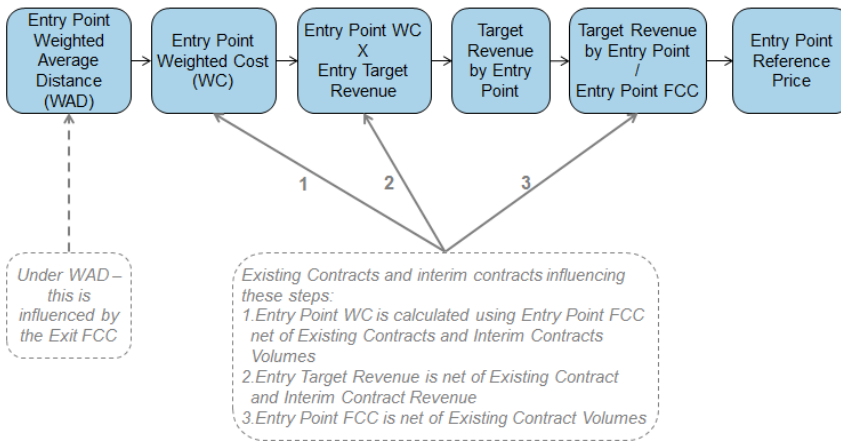 Entry Point
Weighted
Average
Distance
(WAD)
Entry Point
Weighted Cost
(WC)
Entry Point WC
X
Entry Target
Revenue
Target
Revenue
by Entry
Point
Target Revenue
by Entry Point
/
Entry Point FCC
Entry Point
Reference
Price
1
2
3
Under WAD –
this is
influenced by
the Exit FCC
Existing Contracts and interim contracts influencing
these steps:
1.Entry Point WC is calculated using Entry Point FCC
net of Existing Contracts and Interim Contracts
Volumes
2.Entry Target Revenue is net of Existing Contract
and Interim Contract Revenue
3.Entry Point FCC is net of Existing Contract Volumes